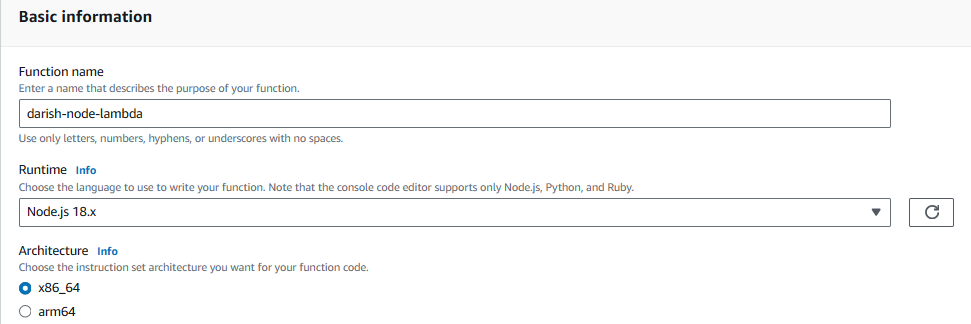 Basic information
Function name
Enter a name that describes the purpose of your function.
darish-node-lambda
Use only letters, numbers, hyphens, or underscores with no spaces.
Runtime Info
Choose the language to use to write your function. Note that the console code editor supports only Node.js, Python, and Ruby.
Node.js 18.x
Architecture Info
Choose the instruction set architecture you want for your function code.
x86_64
arm64